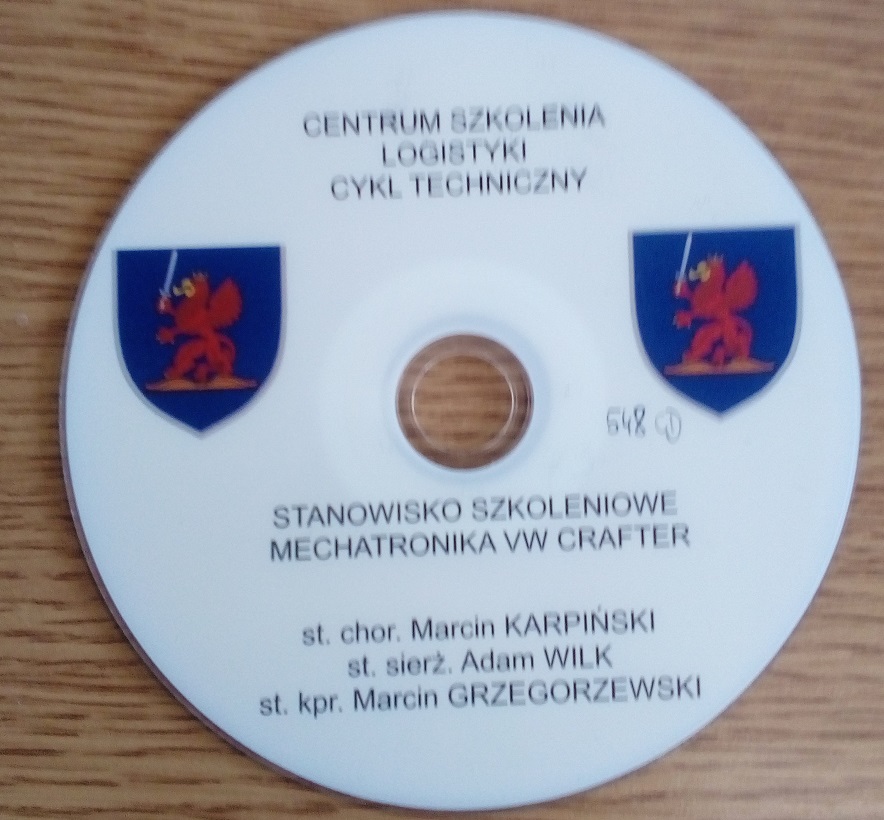 CENTRUM SZKOLENIA
LOGISTYKI
CYKL TECHNICZNY
548 CD
STANOWISKO SZKOLENIOWE
MECHATRONIKA VW CRAFTER
st. chor. Marcin KARPIŃSKI
st. sierż. Adam WILK
st. kpr. Marcin GRZEGORZEWSKI